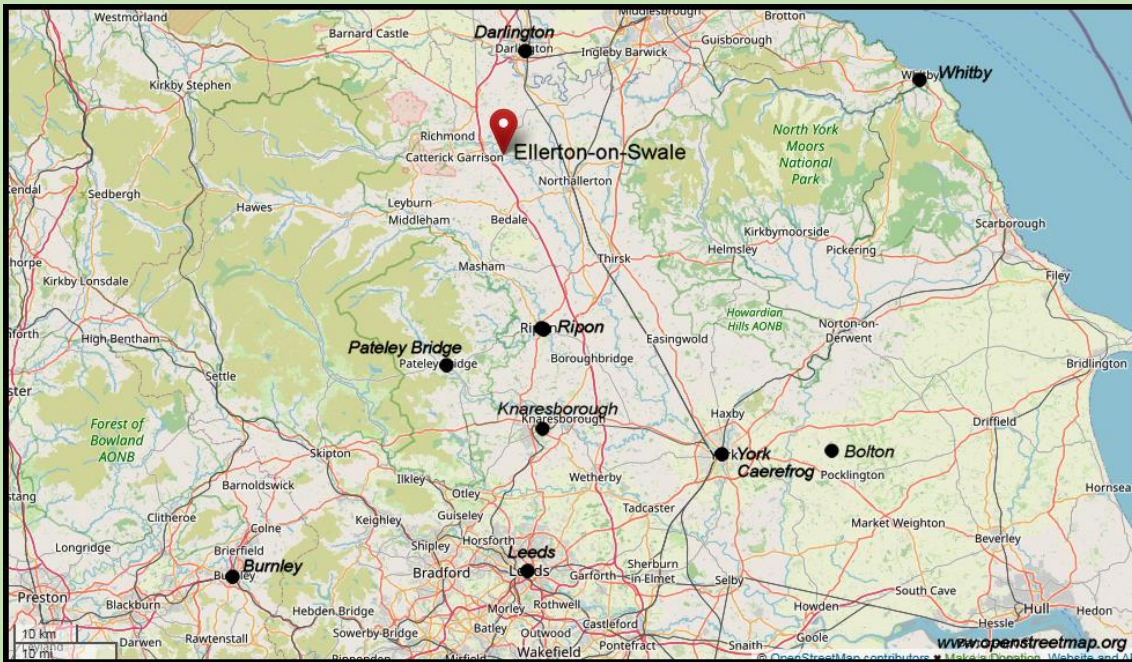 Westmorland
Barnard Castle
Darlington
Darlington
Middlesbrough
Ingleby Barwick
Guisborough
Brotton
Whitby
Kirkby Stephen
Richmond
Catterick Garrison
Ellerton-on-Swale
North York
Moors
National
Park
Northallerton
Kendal
Sedbergh
Hawes
Leyburn
Middleham
Bedale
Scarborough
Kirkbymoorside
Helmsley
Pickering
Thirsk
Masham
Filey
Kirkby Lonsdale
Howardian
Hills AONB
Norton-on-
Derwent
Ripon
High Bentham
Pateley Bridge
Pateley Bridge
Boroughbridge
Easingwold
Bridlington
Settle
Knaresborough
Knaresborough
Haxby
Driffield
Forest of
Bowland
AONB
Skipton
York
Caerefrog
Bolton
Pocklington
Wetherby
Hornsea
Barnoldswick
Ilkley
Otley
Tadcaster
Clitheroe
Colne
Keighley
Guiseley
Market Weighton
Longridge
Brierfield
Burnley
Shipley
Horsforth
Leeds
Leeds
Bradford
Garforth
Sherburn
in-Elmet
Selby
Beverley
Preston
Blackburn
Hebden Bridge
Morley
Rothwell
Castleford
South Cave
Howden
Hull
Hedon
Darwen
Rawtenstall
Sowerby Bridge
Batley
Outwood
Wakefield
Pontefract
Snaith
Goole
Hessle
Mirfield
10 km
10 mi
www.openstreetmap.org
© OpenStreetMap contributors ♥ Make a Donation. Website and A